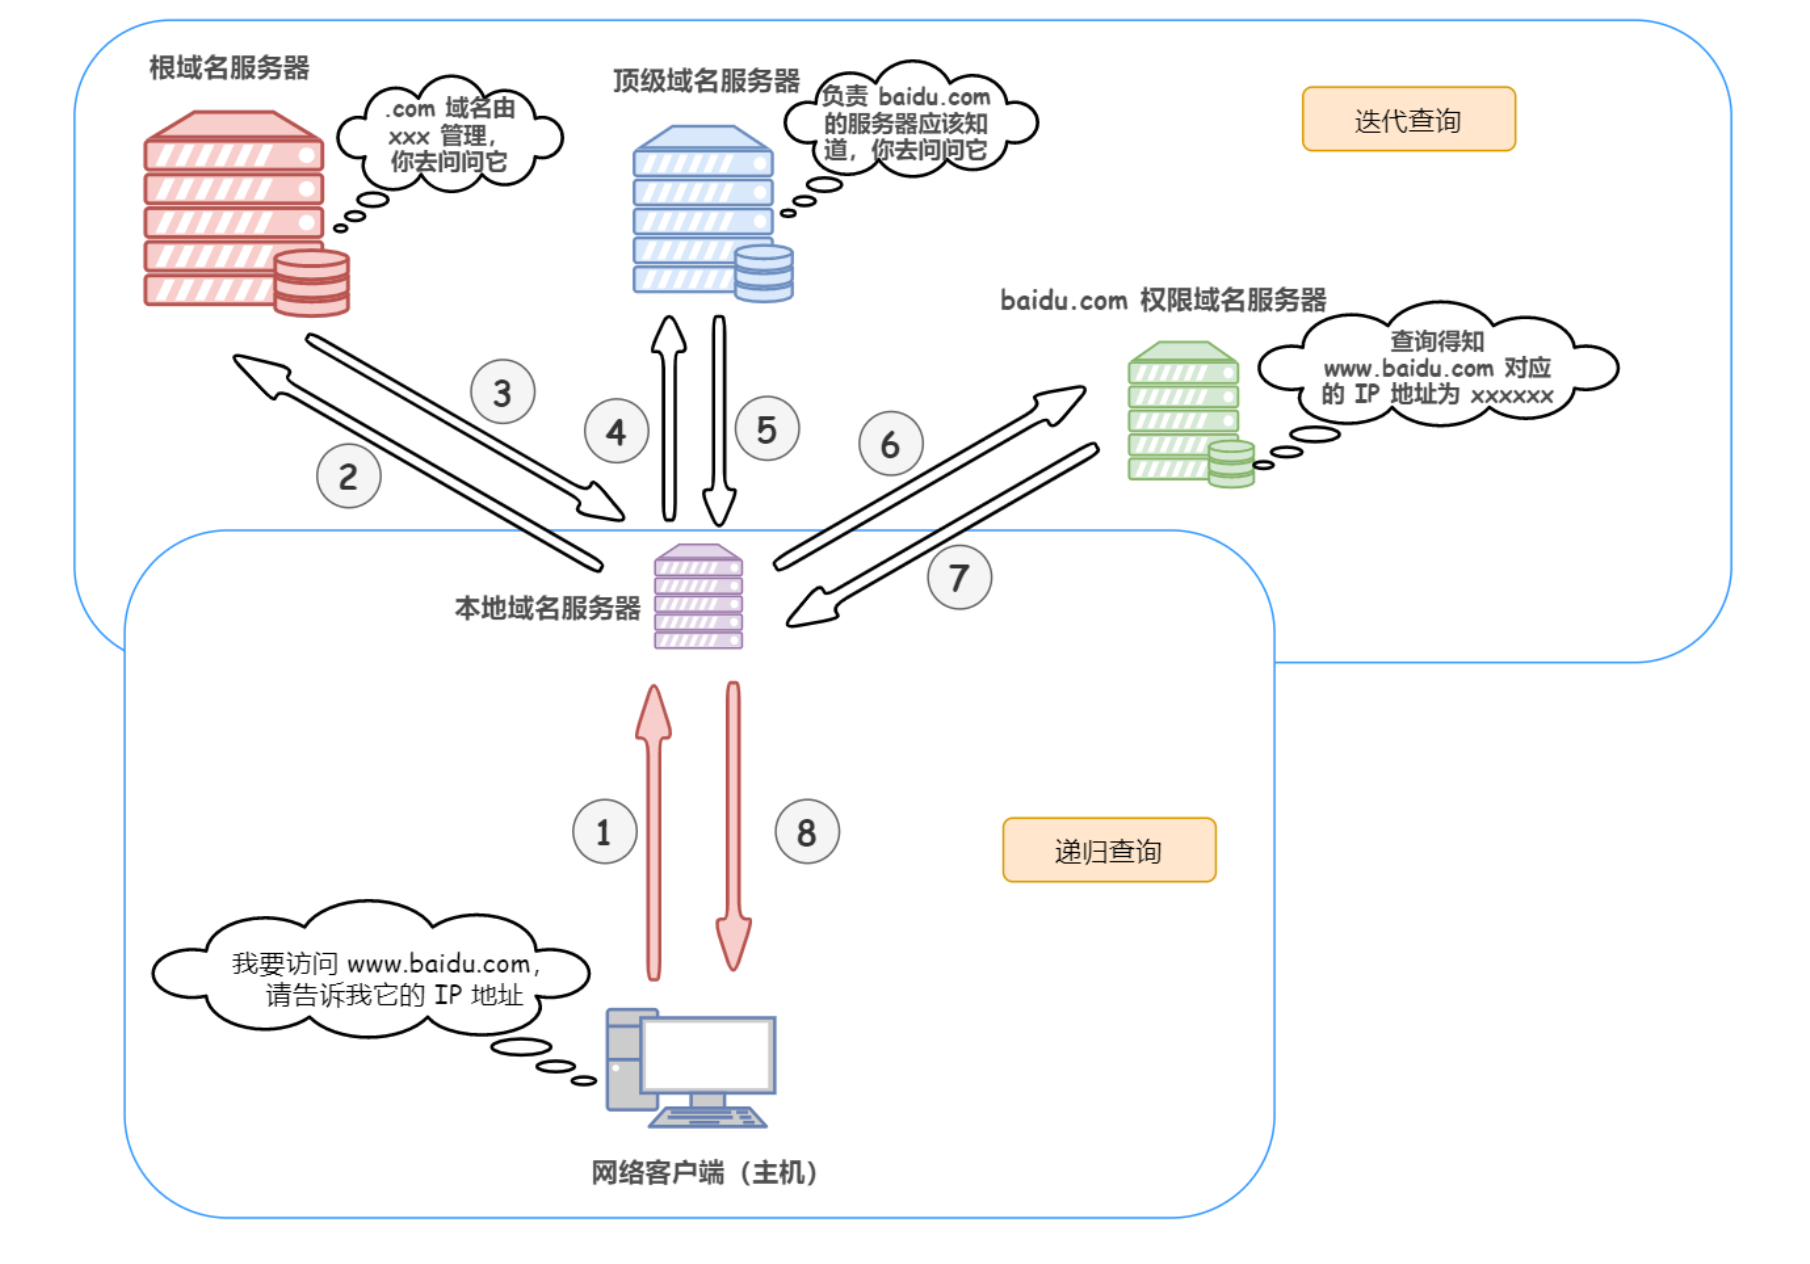 根域名服务器
.com 域名由
xxx 管理，
你去问问它
顶级域名服务器
负责 baidu.com
的服务器应该知
道，你去问问它
迭代查询
baidu.com 权限域名服务器
查询得知
www.baidu.com 对应
的 IP 地址为 xxxxxx
3
2
4
5
6
7
本地域名服务器
1
8
递归查询
我要访问 www.baidu.com，
请告诉我它的 IP 地址
网络客户端（主机）